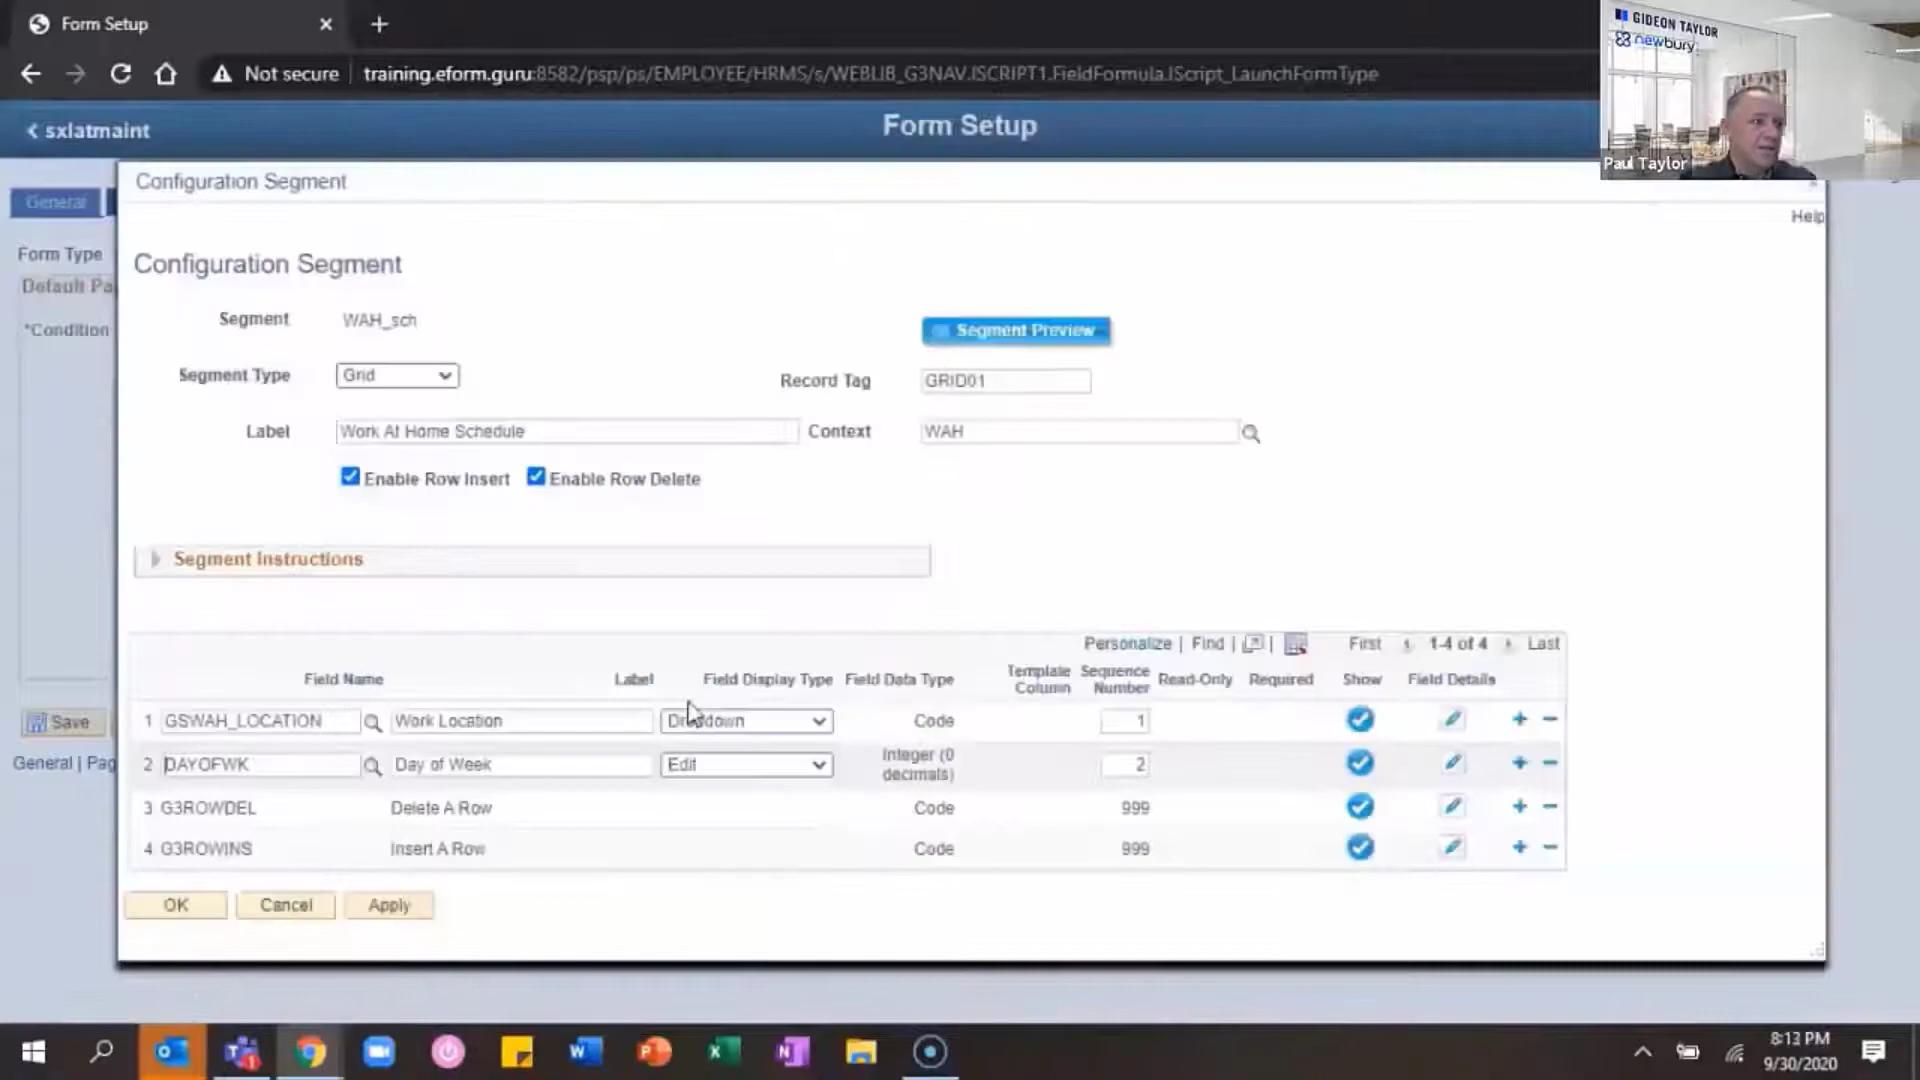 Form Setup
GIDEON TAYLOR
newbury
Not secure
training.eform.guru:8582/psp/ps/EMPLOYEE/HRMS/s/WEBLIB_G3NAV.ISCRIPT1.FieldFormula.IScript_LaunchFormType
sxlatmaint
Form Setup
Paul Taylor
Configuration Segment
General
Help
Form Type
Default Pa
*Condition
Configuration Segment
Segment WAH_sch
Segment Preview
Segment Type Grid
Record Tag GRID01
Label Work At Home Schedule
Context WAH
Enable Row Insert Enable Row Delete
Segment Instructions
Personalize | Find | First 1-4 of 4 Last
Field Name Label Field Display Type Field Data Type Template Column Sequence Number Read-Only Required Show Field Details
1 GSWAH_LOCATION Work Location Dropdown Code 1
2 DAYOFWK Day of Week Edit Integer (0 decimals) 2
3 G3ROWDEL Delete A Row Code 999
4 G3ROWINS Insert A Row Code 999
Save
General | Pag
OK Cancel Apply
8:13 PM
9/30/2020